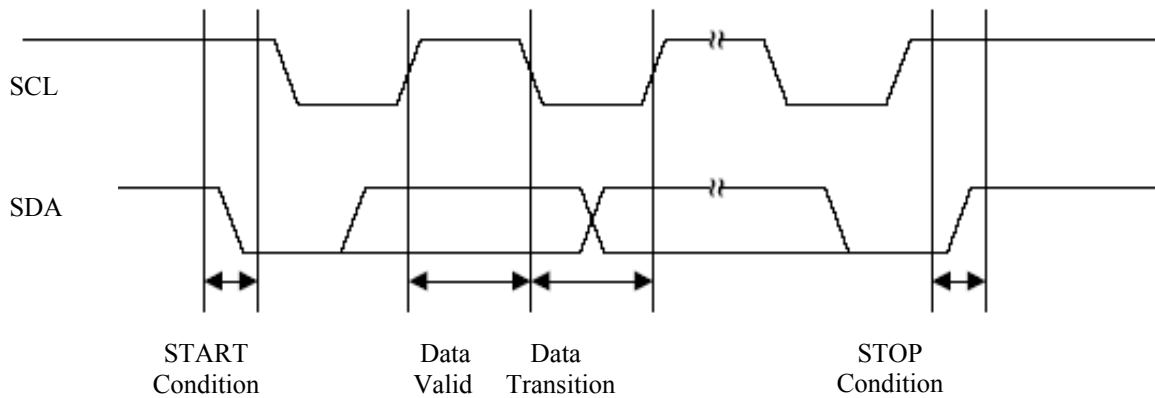 SCL
SDA
START
Condition
Data
Valid
Data
Transition
STOP
Condition